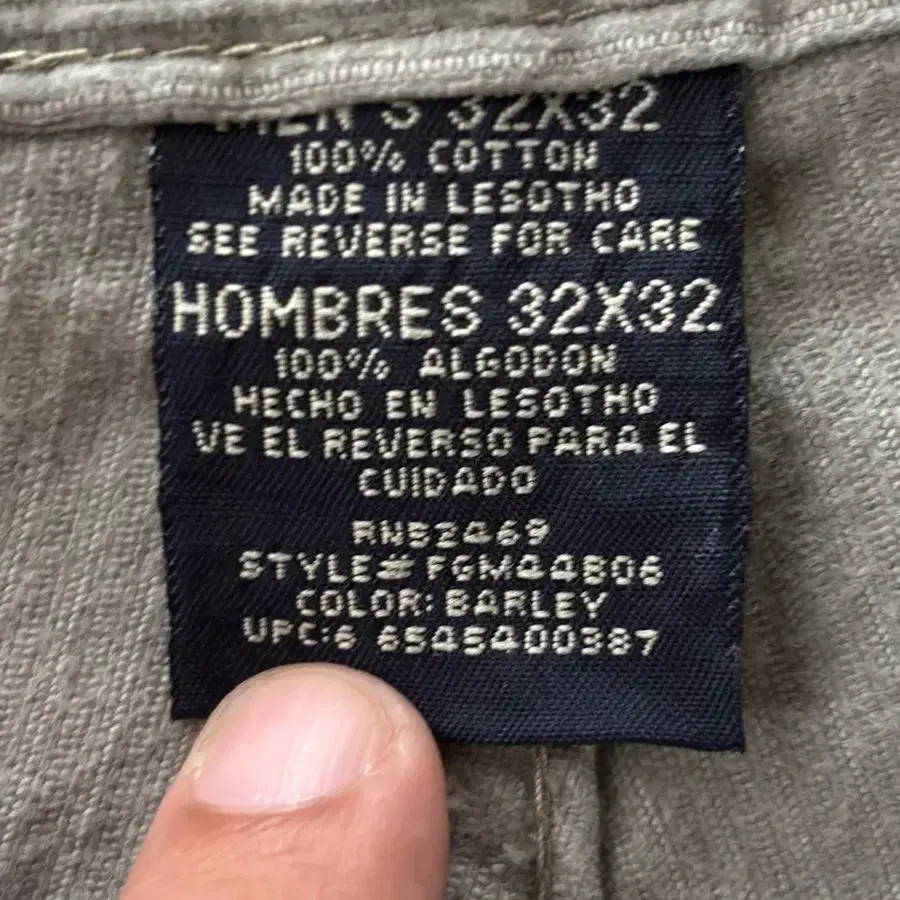 MEN'S 32X32
100% COTTON
MADE IN LESOTHO
SEE REVERSE FOR CARE
HOMBRES 32X32
100% ALGODON
HECHO EN LESOTHO
VE EL REVERSO PARA EL
CUIDADO
RN82469
STYLE# FGM44806
COLOR: BARLEY
UPC:6 6545400387